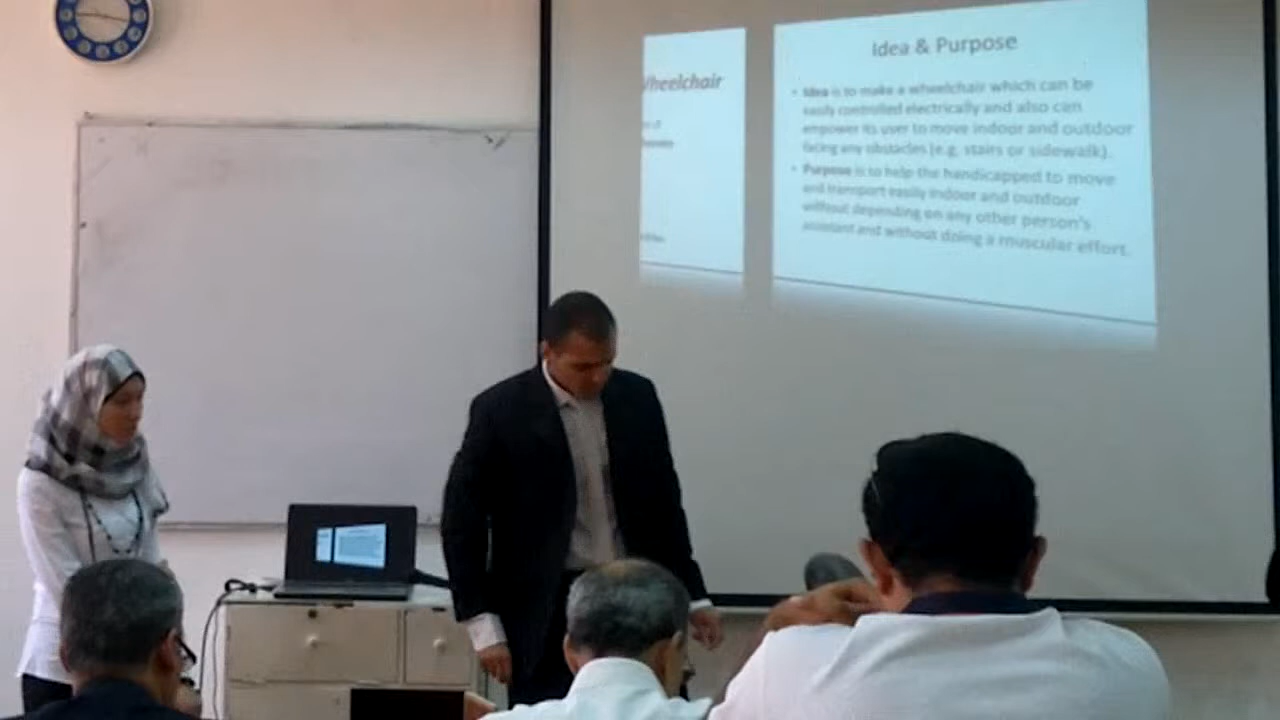 Wheelchair
Idea & Purpose
• Idea is to make a wheelchair which can be
easily controlled electrically and also can
empower its user to move indoor and outdoor
facing any obstacles (e.g. stairs or sidewalk).
• Purpose is to help the handicapped to move
and transport easily indoor and outdoor
without depending on any other person's
assistant and without doing a muscular effort.